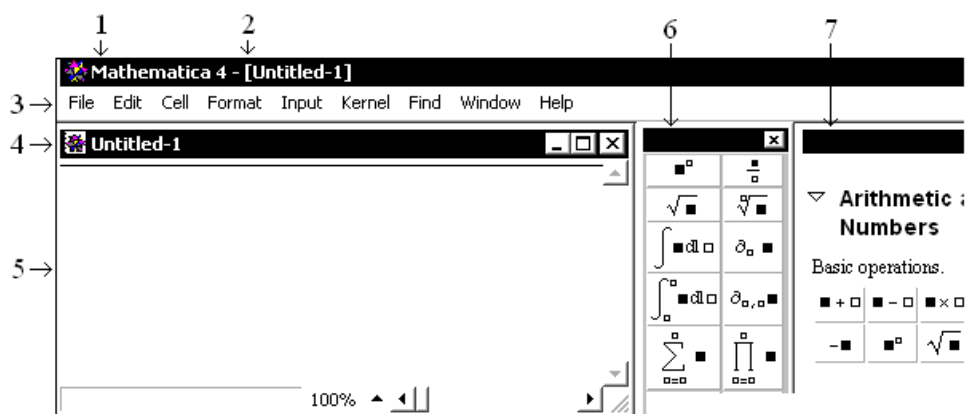 1 2 6 7
Mathematica 4 - [Untitled-1]
3 File Edit Cell Format Input Kernel Find Window Help
4 Untitled-1
5
100%
■□ ■/□
√■ □√■
∫■d□ ∂□ ■
∫□□■d□ ∂□,□■
∑ □ □=□ ■ ∏ □ □=□ ■
Arithmetic
Numbers
Basic operations.
■+□ ■-□ ■×□
-■ ■□ √■